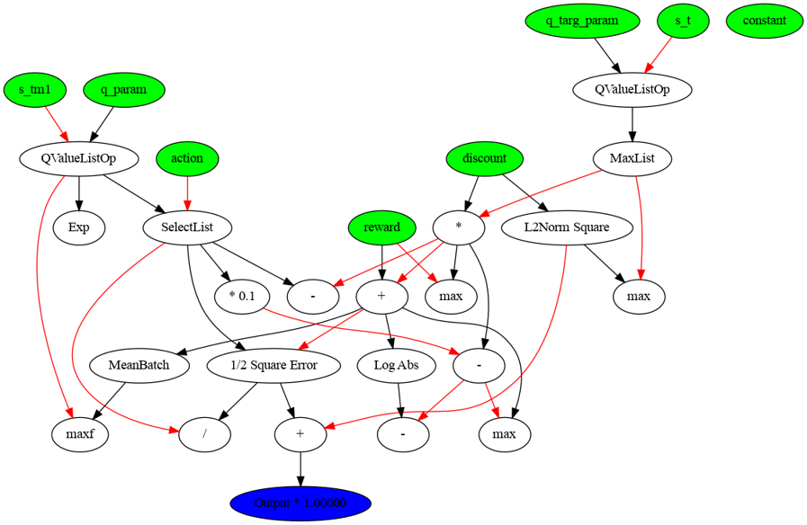 q_targ_param
s_t
constant
s_tm1
q_param
QValueListOp
QValueListOp
action
discount
MaxList
Exp
SelectList
reward
*
L2Norm Square
* 0.1
-
+
max
max
MeanBatch
1/2 Square Error
Log Abs
-
maxf
/
+
-
max
Output * 1.00000